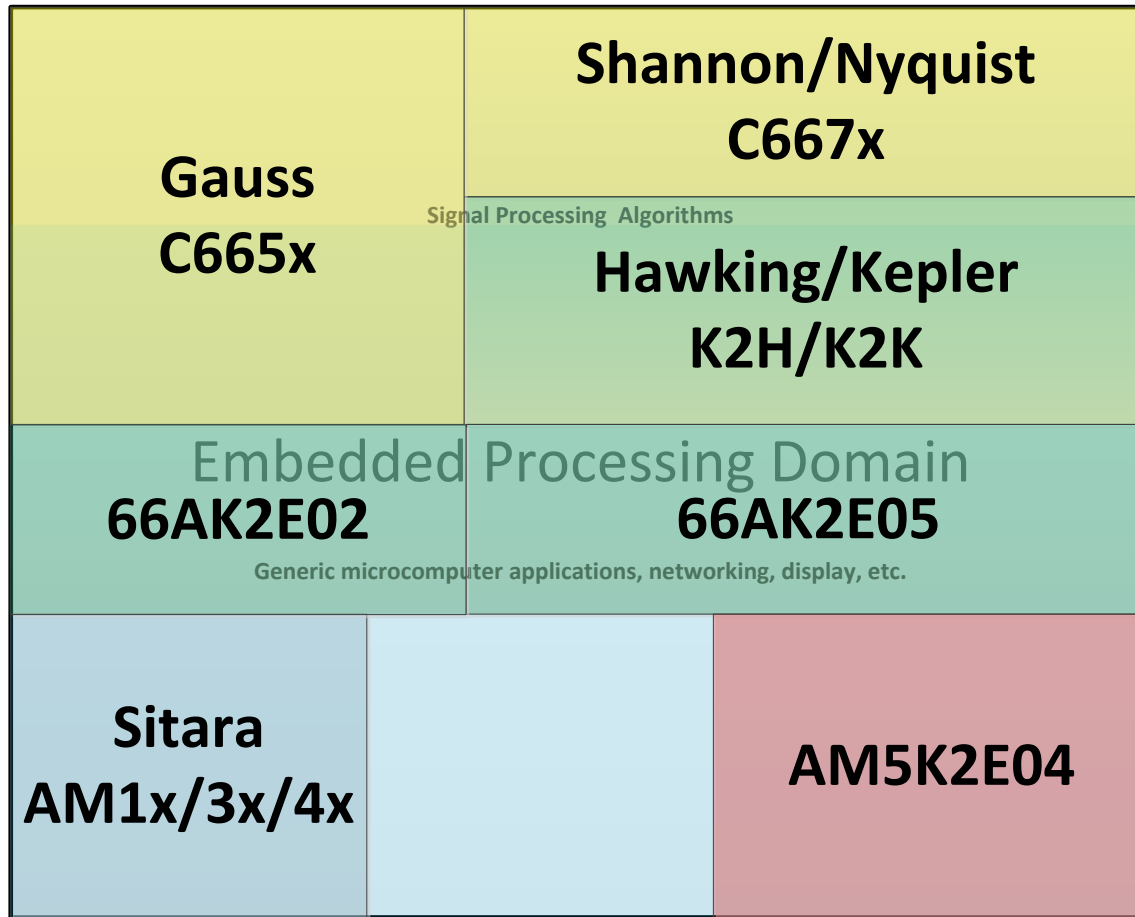 Shannon/Nyquist
C667x
Gauss
C665x
Signal Processing Algorithms
Hawking/Kepler
K2H/K2K
Embedded Processing Domain
66AK2E02
66AK2E05
Generic microcomputer applications, networking, display, etc.
Sitara
AM1x/3x/4x
AM5K2E04